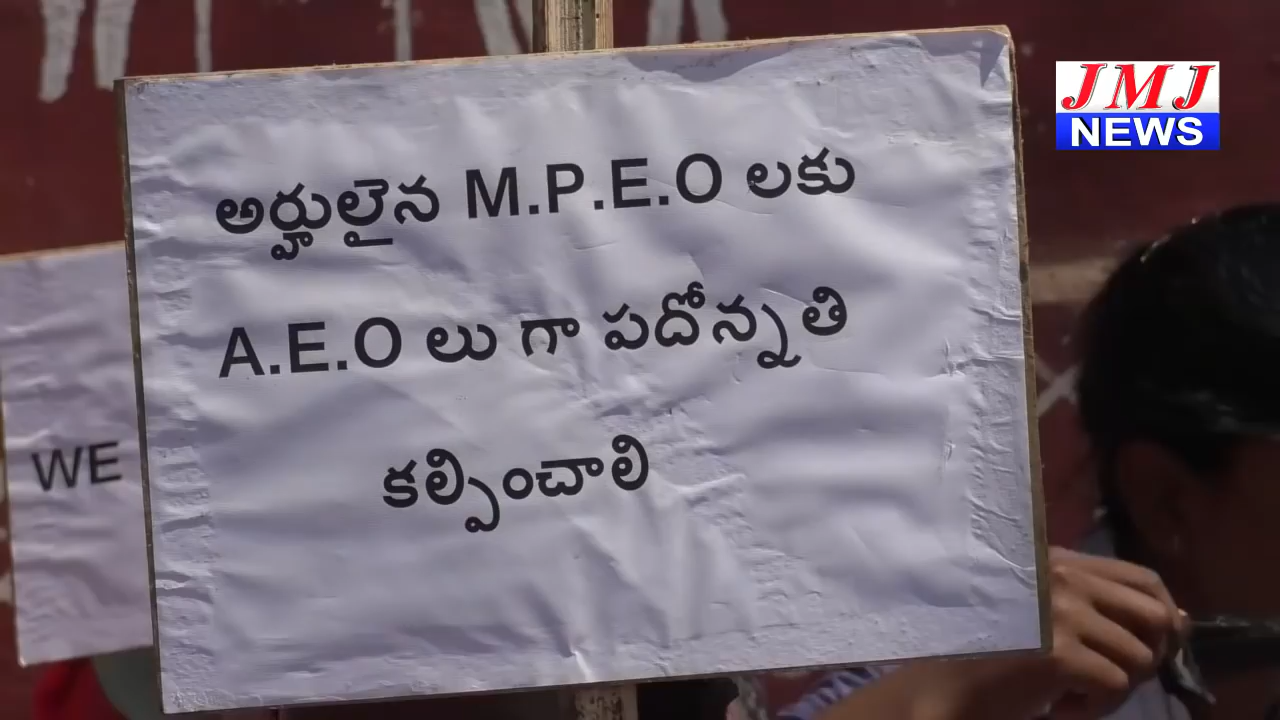 JMJ
NEWS
అర్హులైన M.P.E.O లకు
A.E.O లు గా పదోన్నతి
కల్పించాలి
WE